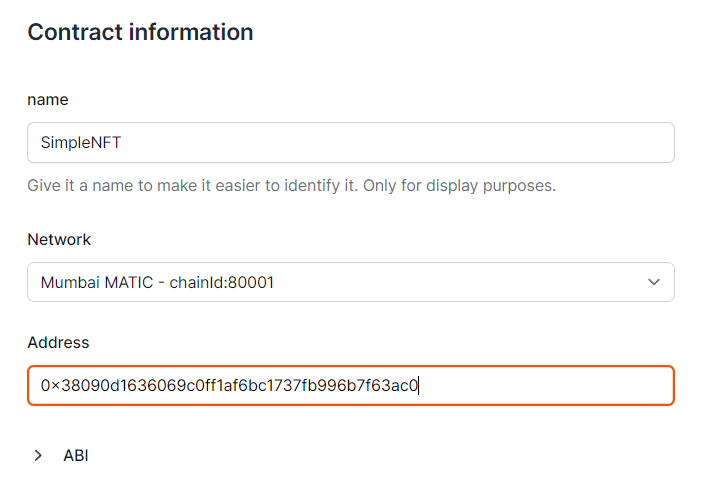 Contract information
name
SimpleNFT
Give it a name to make it easier to identify it. Only for display purposes.
Network
Mumbai MATIC - chainId:80001
Address
0x38090d1636069c0ff1af6bc1737fb996b7f63ac0
ABI